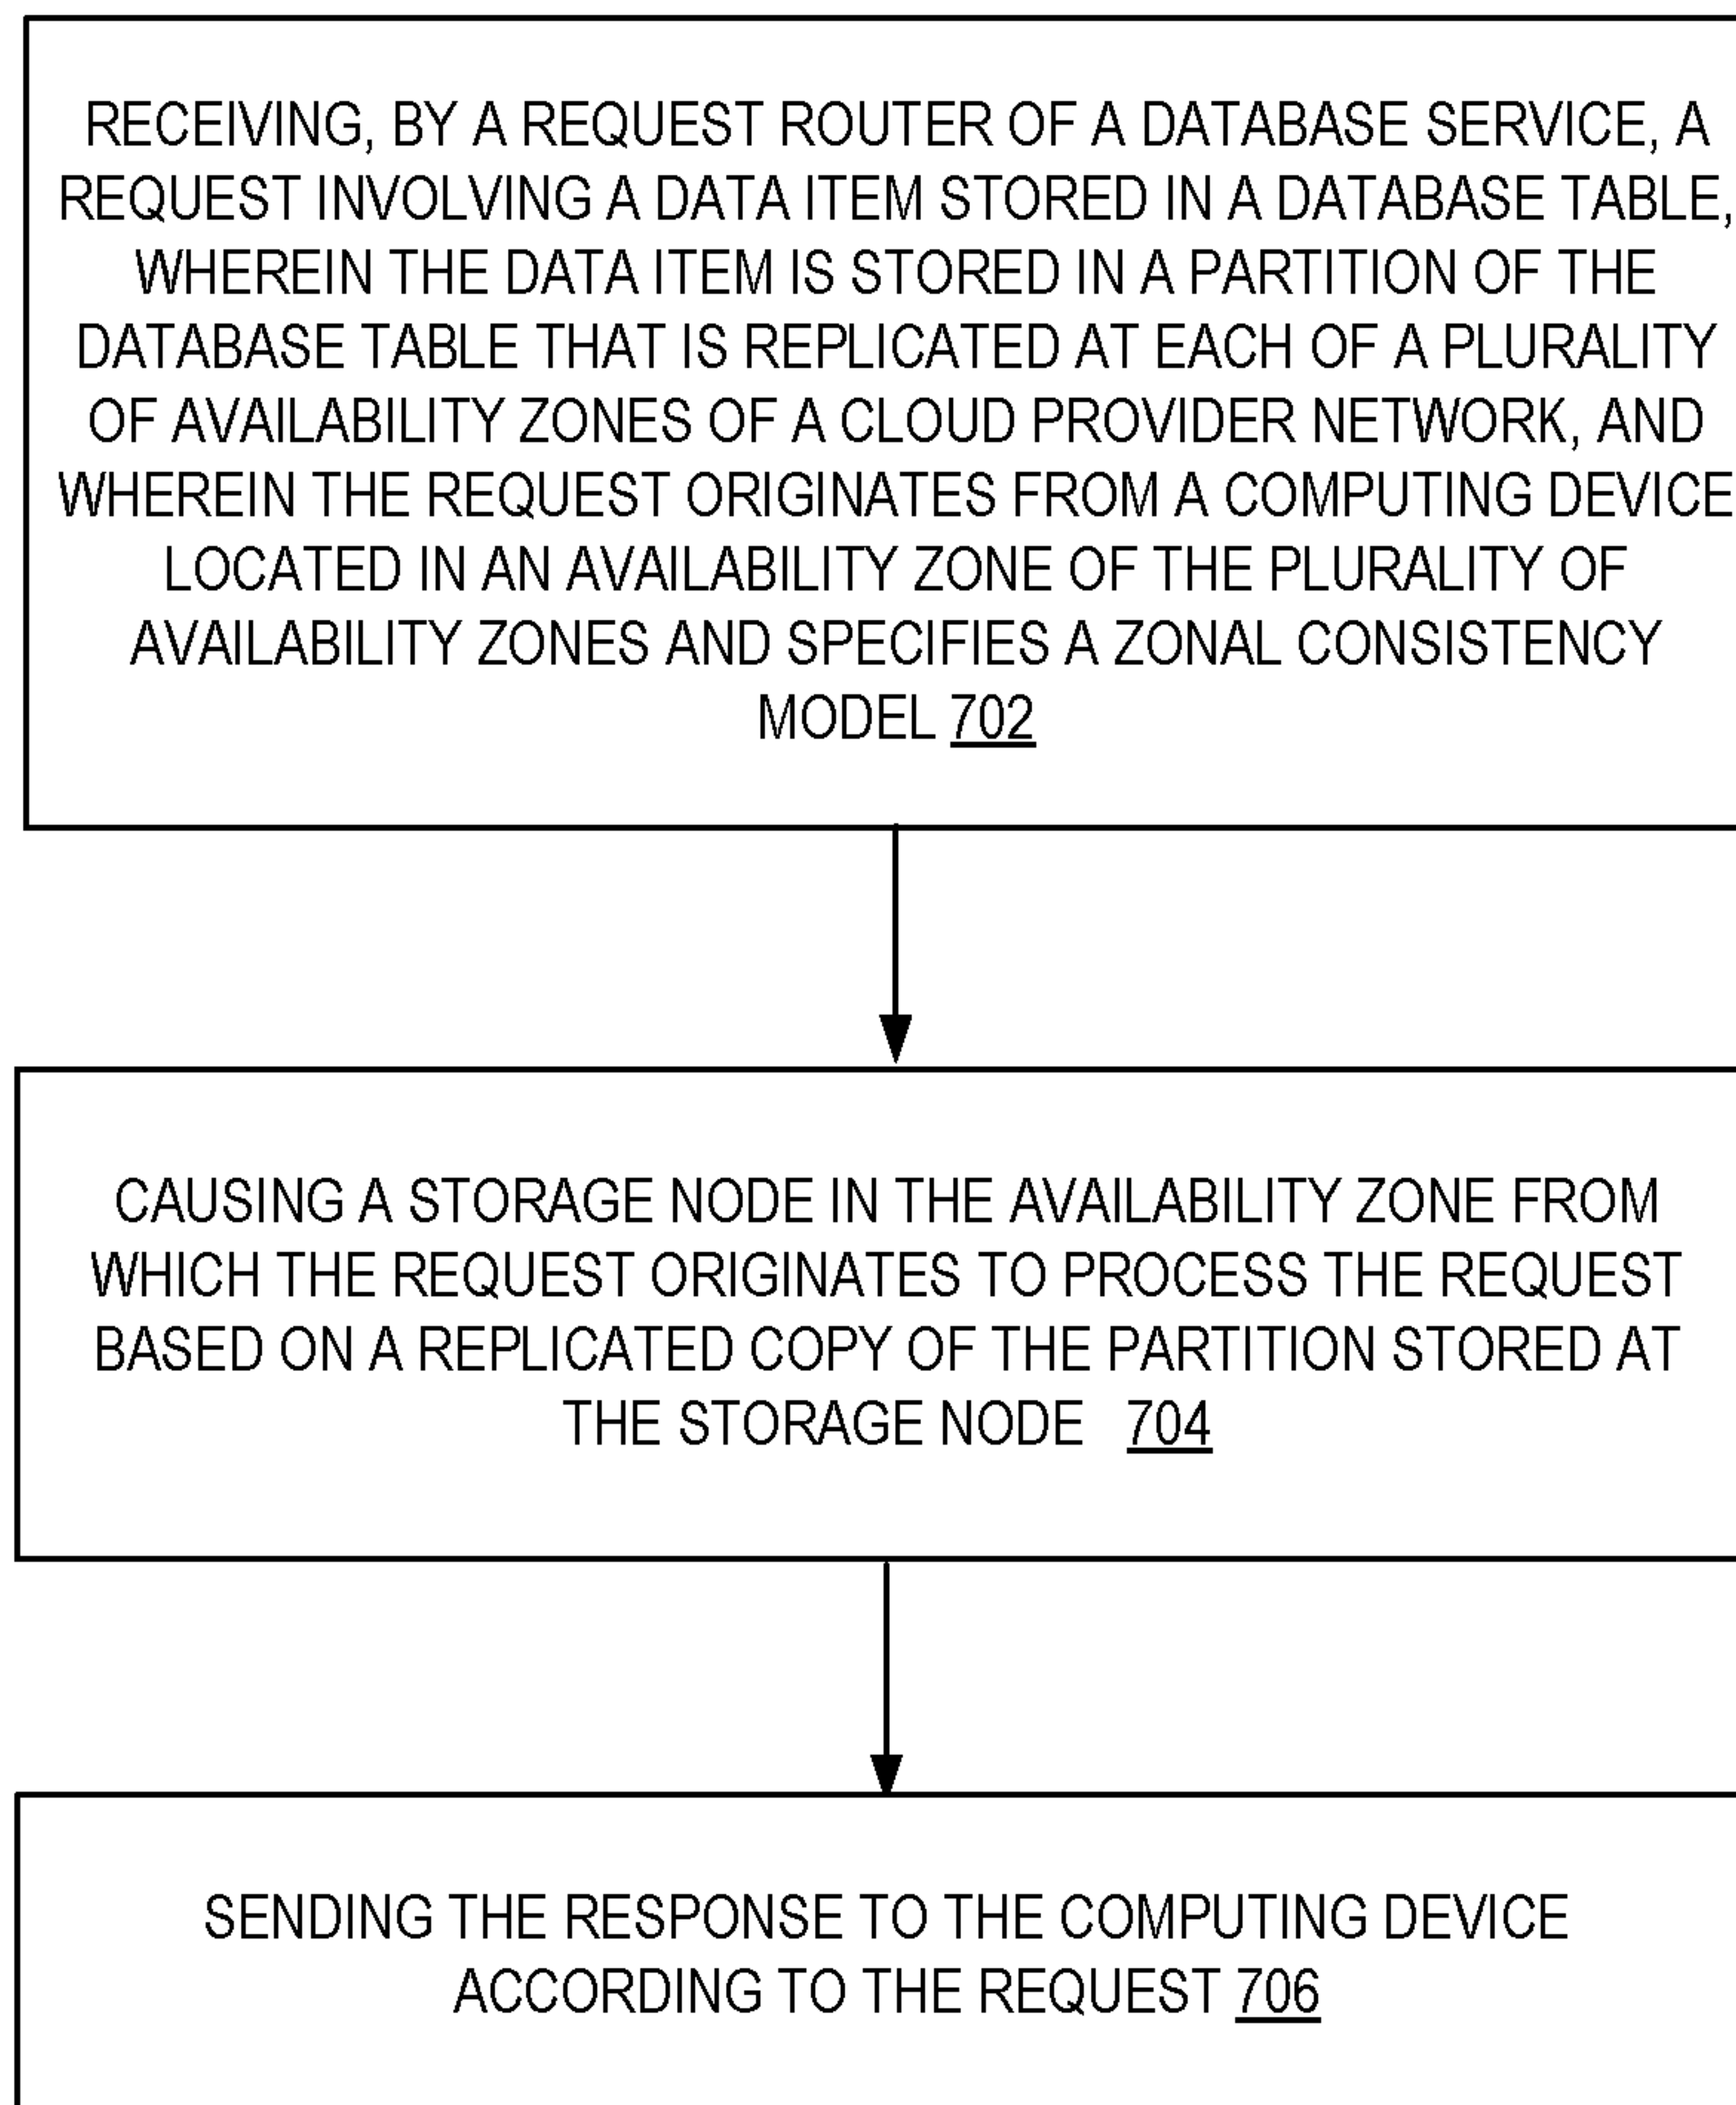 RECEIVING, BY A REQUEST ROUTER OF A DATABASE SERVICE, A
REQUEST INVOLVING A DATA ITEM STORED IN A DATABASE TABLE,
WHEREIN THE DATA ITEM IS STORED IN A PARTITION OF THE
DATABASE TABLE THAT IS REPLICATED AT EACH OF A PLURALITY
OF AVAILABILITY ZONES OF A CLOUD PROVIDER NETWORK, AND
WHEREIN THE REQUEST ORIGINATES FROM A COMPUTING DEVICE
LOCATED IN AN AVAILABILITY ZONE OF THE PLURALITY OF
AVAILABILITY ZONES AND SPECIFIES A ZONAL CONSISTENCY
MODEL 702
CAUSING A STORAGE NODE IN THE AVAILABILITY ZONE FROM
WHICH THE REQUEST ORIGINATES TO PROCESS THE REQUEST
BASED ON A REPLICATED COPY OF THE PARTITION STORED AT
THE STORAGE NODE 704
SENDING THE RESPONSE TO THE COMPUTING DEVICE
ACCORDING TO THE REQUEST 706